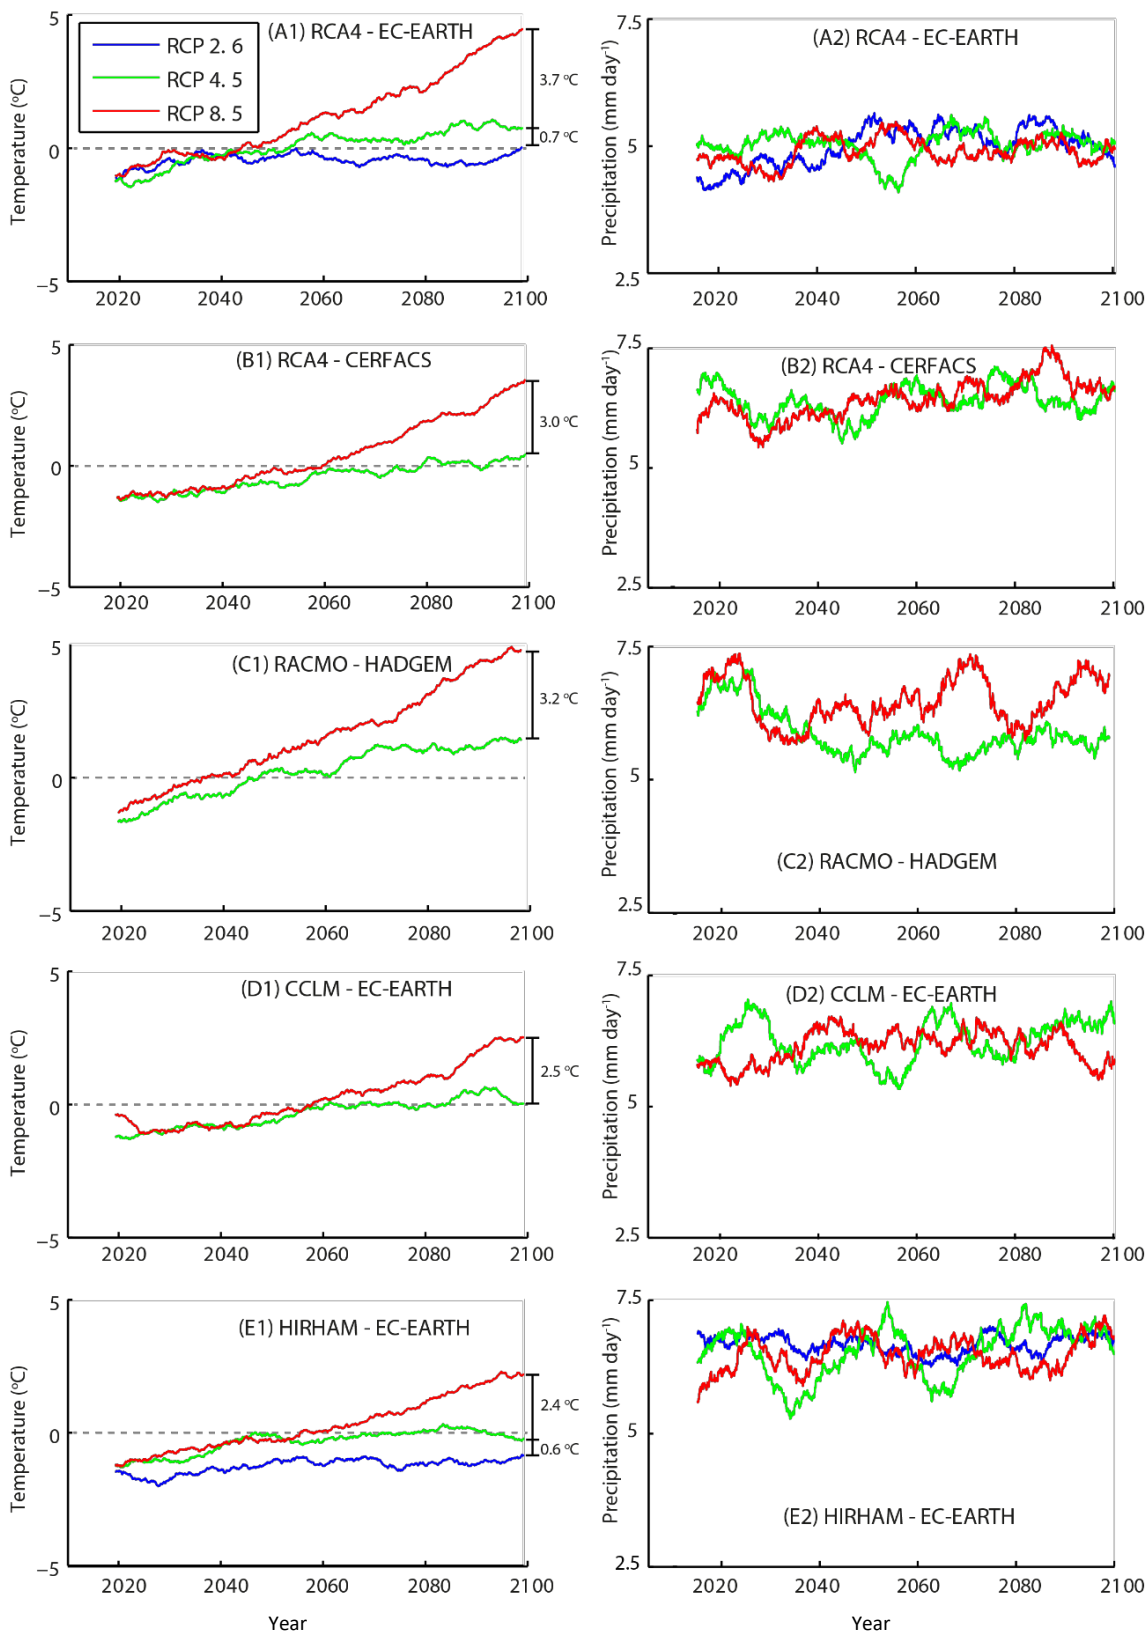 5
(A1) RCA4 - EC-EARTH
RCP 2. 6
RCP 4. 5
RCP 8. 5
3.7 °C
0.7 °C
0
−5
Temperature (°C)
2020 2040 2060 2080 2100
7.5
(A2) RCA4 - EC-EARTH
5
2.5
Precipitation (mm day-1)
2020 2040 2060 2080 2100
5
(B1) RCA4 - CERFACS
3.0 °C
0
−5
Temperature (°C)
2020 2040 2060 2080 2100
7.5
(B2) RCA4 - CERFACS
5
2.5
Precipitation (mm day-1)
2020 2040 2060 2080 2100
5
(C1) RACMO - HADGEM
3.2 °C
0
−5
Temperature (°C)
2020 2040 2060 2080 2100
7.5
5
(C2) RACMO - HADGEM
2.5
Precipitation (mm day-1)
2020 2040 2060 2080 2100
5
(D1) CCLM - EC-EARTH
2.5 °C
0
−5
Temperature (°C)
2020 2040 2060 2080 2100
7.5
(D2) CCLM - EC-EARTH
5
2.5
Precipitation (mm day-1)
2020 2040 2060 2080 2100
5
(E1) HIRHAM - EC-EARTH
2.4 °C
0.6 °C
0
−5
Temperature (°C)
2020 2040 2060 2080 2100
Year
7.5
5
(E2) HIRHAM - EC-EARTH
2.5
Precipitation (mm day-1)
2020 2040 2060 2080 2100
Year